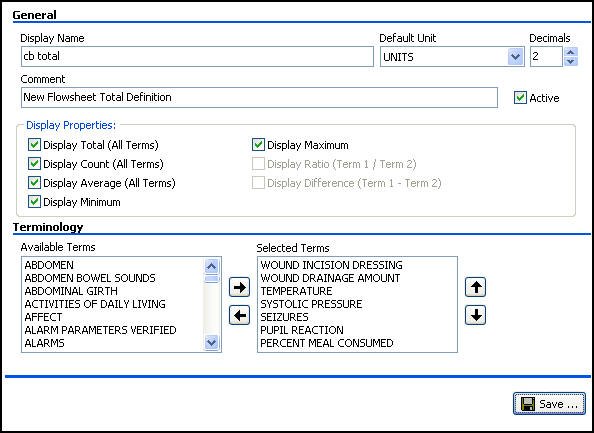 General
Display Name Default Unit Decimals
cb total UNITS 2
Comment
New Flowsheet Total Definition Active
Display Properties:
Display Total (All Terms) Display Maximum
Display Count (All Terms) Display Ratio (Term 1 / Term 2)
Display Average (All Terms) Display Difference (Term 1 - Term 2)
Display Minimum
Terminology
Available Terms Selected Terms
ABDOMEN WOUND INCISION DRESSING
ABDOMEN BOWEL SOUNDS WOUND DRAINAGE AMOUNT
ABDOMINAL GIRTH TEMPERATURE
ACTIVITIES OF DAILY LIVING SYSTOLIC PRESSURE
AFFECT SEIZURES
ALARM PARAMETERS VERIFIED PUPIL REACTION
ALARMS PERCENT MEAL CONSUMED
Save ...